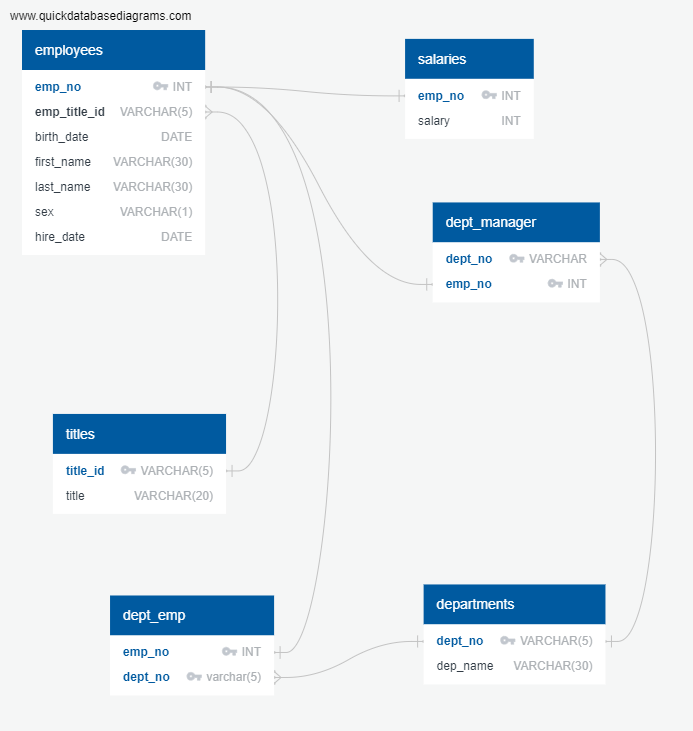 www.quickdatabasediagrams.com
employees
emp_no INT
emp_title_id VARCHAR(5)
birth_date DATE
first_name VARCHAR(30)
last_name VARCHAR(30)
sex VARCHAR(1)
hire_date DATE
salaries
emp_no INT
salary INT
dept_manager
dept_no VARCHAR
emp_no INT
titles
title_id VARCHAR(5)
title VARCHAR(20)
dept_emp
emp_no INT
dept_no varchar(5)
departments
dept_no VARCHAR(5)
dep_name VARCHAR(30)